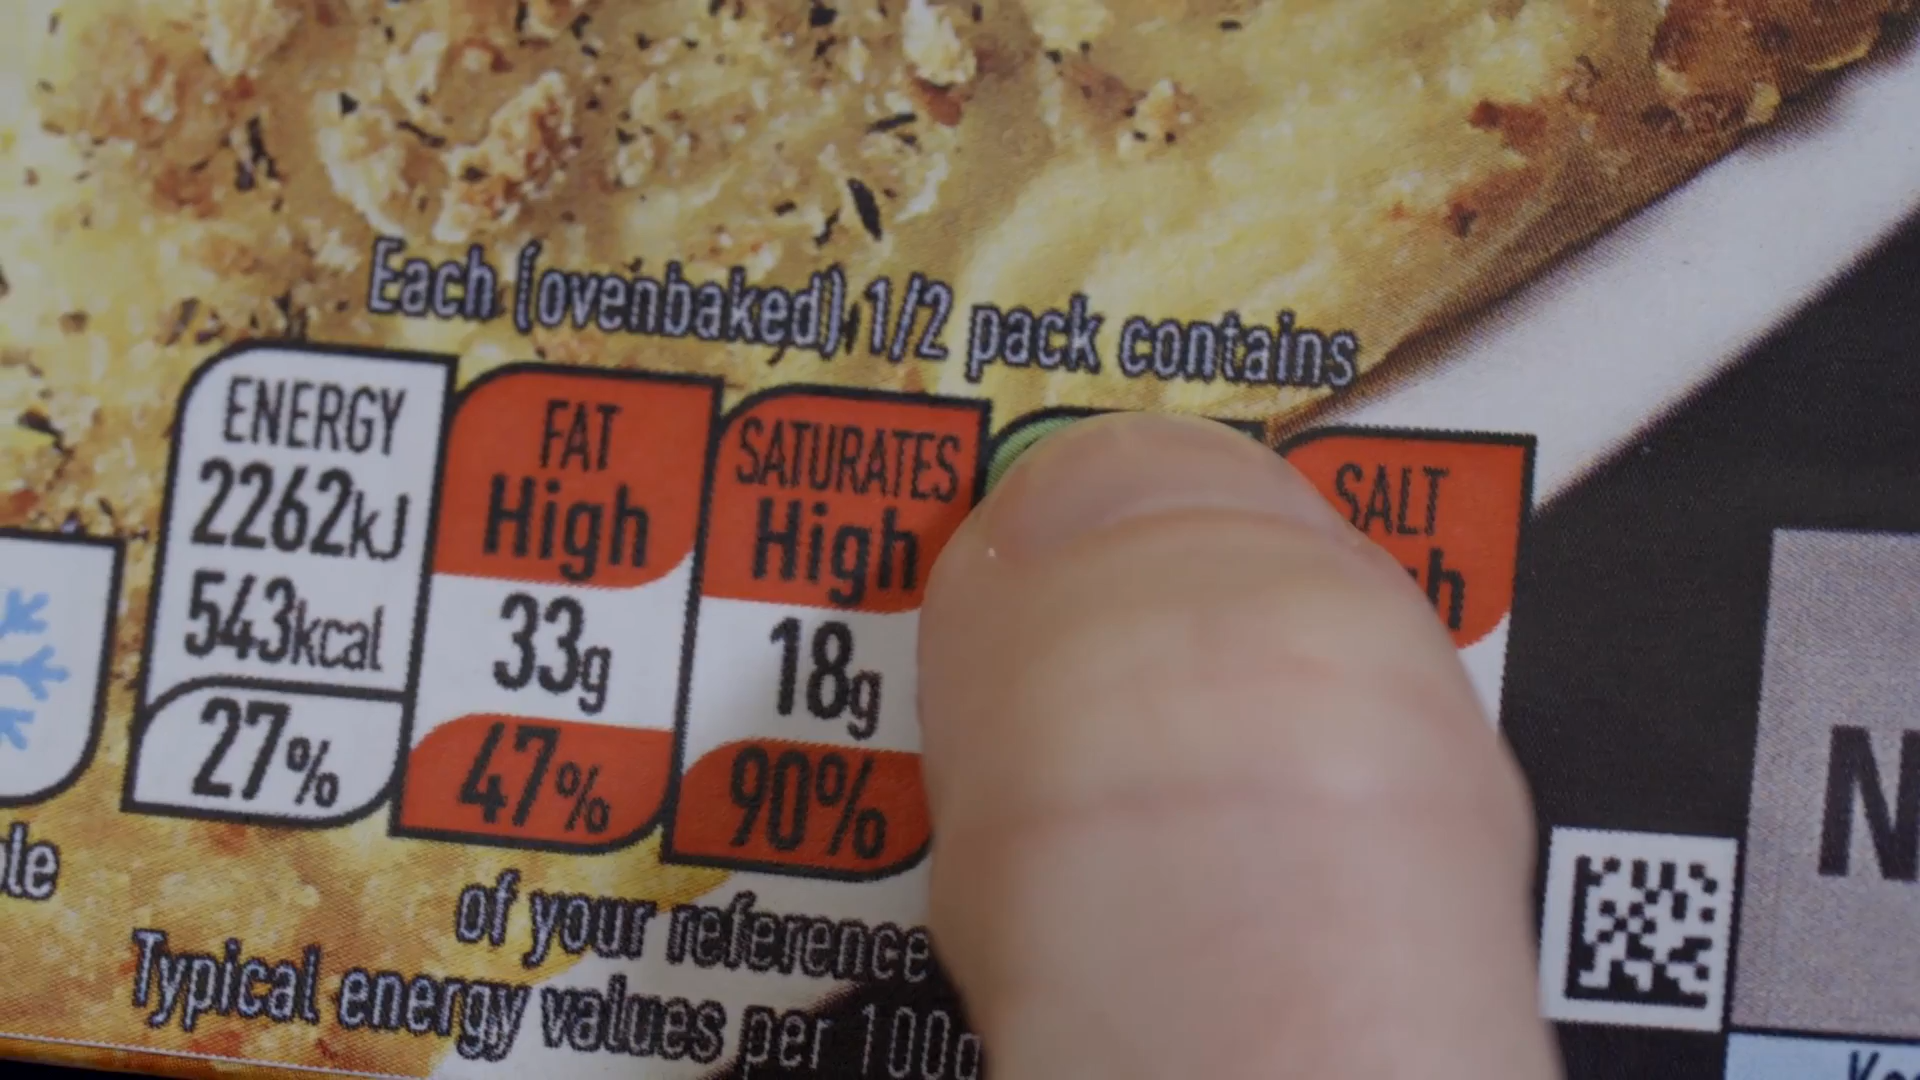 Each (ovenbaked) 1/2 pack contains
ENERGY
2262kJ
543kcal
27%
FAT
High
33g
47%
SATURATES
High
18g
90%
SALT
of your reference
Typical energy values per 100g
N